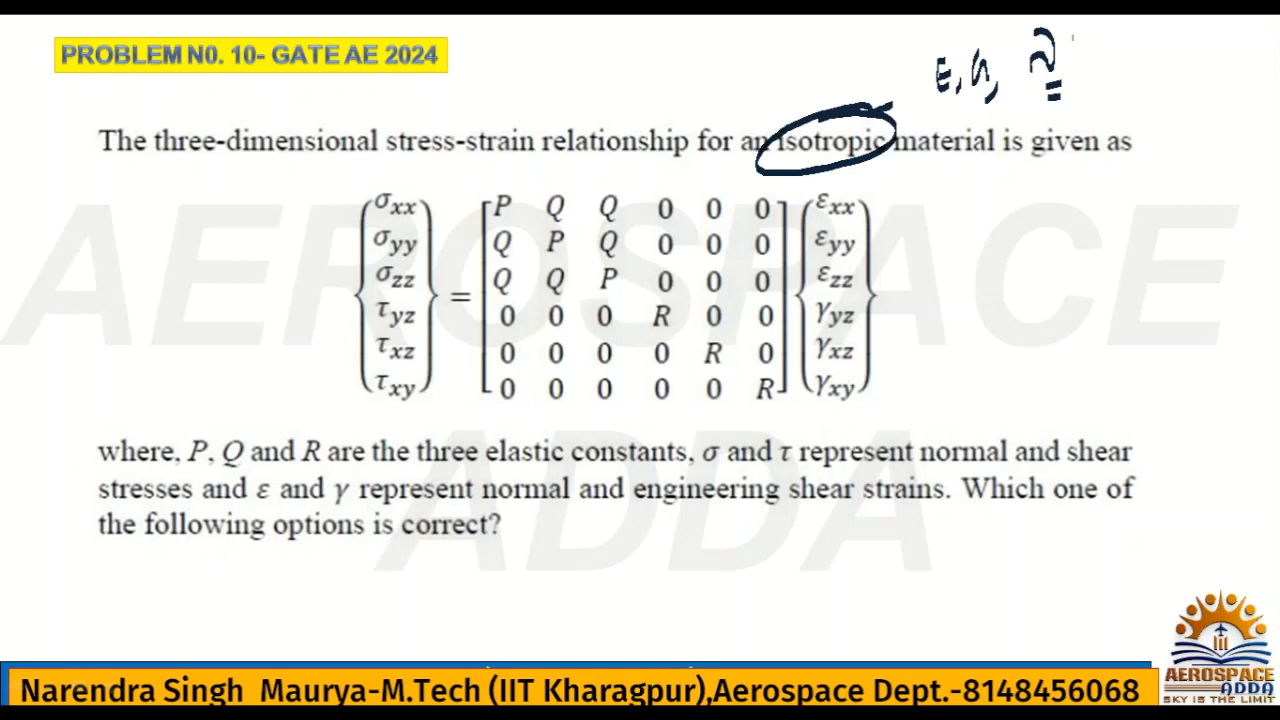 PROBLEM N0. 10- GATE AE 2024
E, G, 2
The three-dimensional stress-strain relationship for an isotropic material is given as
σxx P Q Q 0 0 0 εxx
σyy Q P Q 0 0 0 εyy
σzz = Q Q P 0 0 0 εzz
τyz 0 0 0 R 0 0 γyz
τxz 0 0 0 0 R 0 γxz
τxy 0 0 0 0 0 R γxy
where, P, Q and R are the three elastic constants, σ and τ represent normal and shear
stresses and ε and γ represent normal and engineering shear strains. Which one of
the following options is correct?
AEROSPACE
ADDA
Narendra Singh Maurya-M.Tech (IIT Kharagpur),Aerospace Dept.-8148456068
AEROSPACE
ADDA
SKY IS THE LIMIT